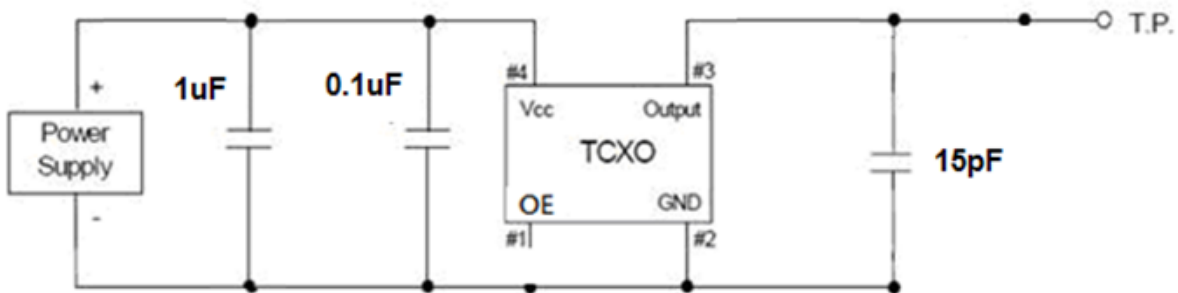 T.P.
+
1uF
0.1uF
#4
#3
Vcc
Output
Power
Supply
TCXO
15pF
-
OE
GND
#1
#2